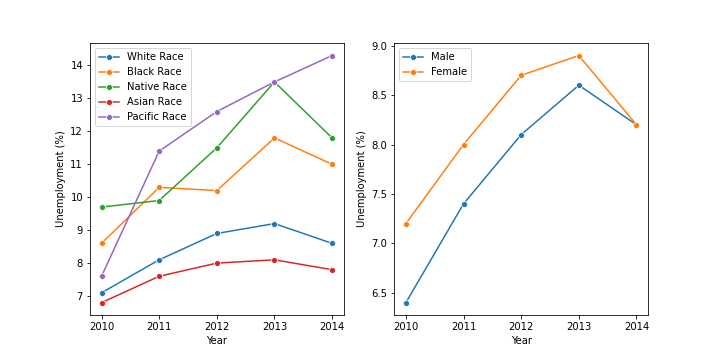 White Race
Black Race
Native Race
Asian Race
Pacific Race
14
13
12
11
10
9
8
7
Unemployment (%)
2010 2011 2012 2013 2014
Year
Male
Female
9.0
8.5
8.0
7.5
7.0
6.5
Unemployment (%)
2010 2011 2012 2013 2014
Year